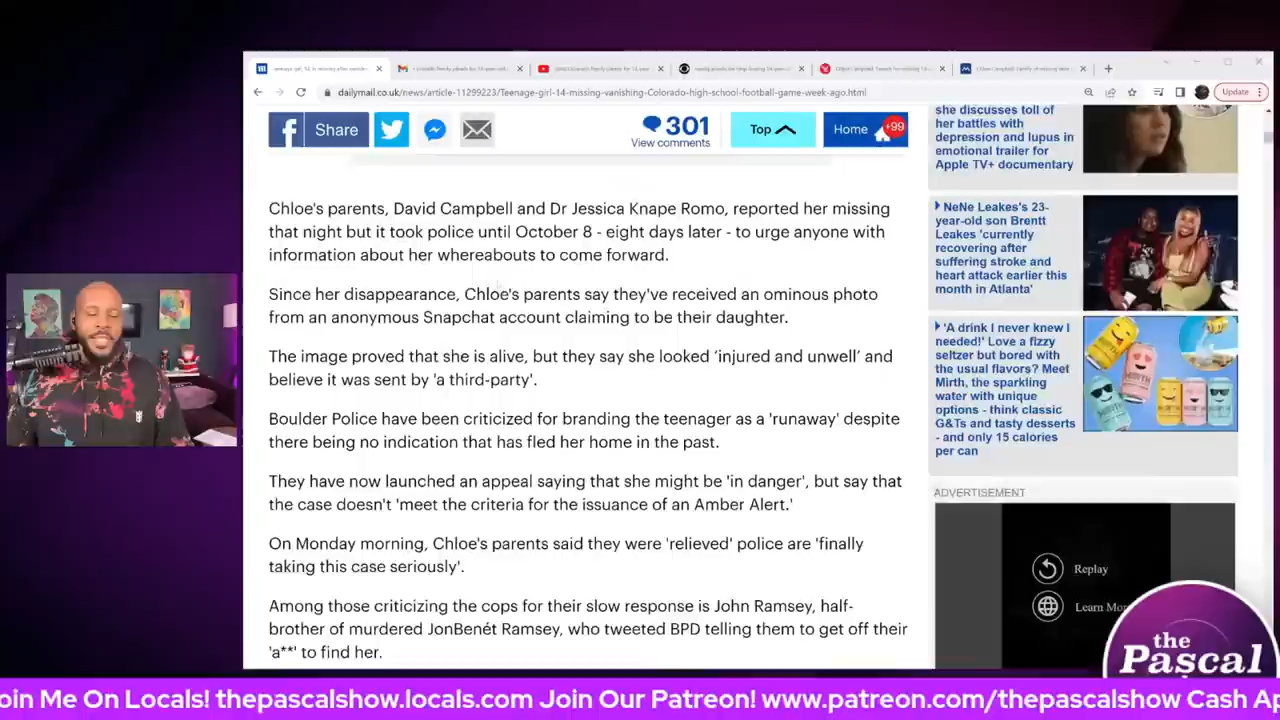 dailymail.co.uk/news/article-11299223/Teenage-girl-14-missing-vanishing-Colorado-high-school-football-game-week-ago.html
Update
Share
301
View comments
Top
Home
+99
Chloe's parents, David Campbell and Dr Jessica Knape Romo, reported her missing
that night but it took police until October 8 - eight days later - to urge anyone with
information about her whereabouts to come forward.
Since her disappearance, Chloe's parents say they've received an ominous photo
from an anonymous Snapchat account claiming to be their daughter.
The image proved that she is alive, but they say she looked ‘injured and unwell’ and
believe it was sent by 'a third-party'.
Boulder Police have been criticized for branding the teenager as a 'runaway' despite
there being no indication that has fled her home in the past.
They have now launched an appeal saying that she might be 'in danger', but say that
the case doesn't 'meet the criteria for the issuance of an Amber Alert.'
On Monday morning, Chloe's parents said they were 'relieved' police are 'finally
taking this case seriously'.
Among those criticizing the cops for their slow response is John Ramsey, half-
brother of murdered JonBenét Ramsey, who tweeted BPD telling them to get off their
'a**' to find her.
she discusses toll of
her battles with
depression and lupus in
emotional trailer for
Apple TV+ documentary
NeNe Leakes's 23-
year-old son Brentt
Leakes 'currently
recovering after
suffering stroke and
heart attack earlier this
month in Atlanta'
'A drink I never knew I
needed!' Love a fizzy
seltzer but bored with
the usual flavors? Meet
Mirth, the sparkling
water with unique
options - think classic
G&Ts and tasty desserts
- and only 15 calories
per can
ADVERTISEMENT
Replay
Learn Mor
the
Pascal
oin Me On Locals! thepascalshow.locals.com Join Our Patreon! www.patreon.com/thepascalshow Cash Ap